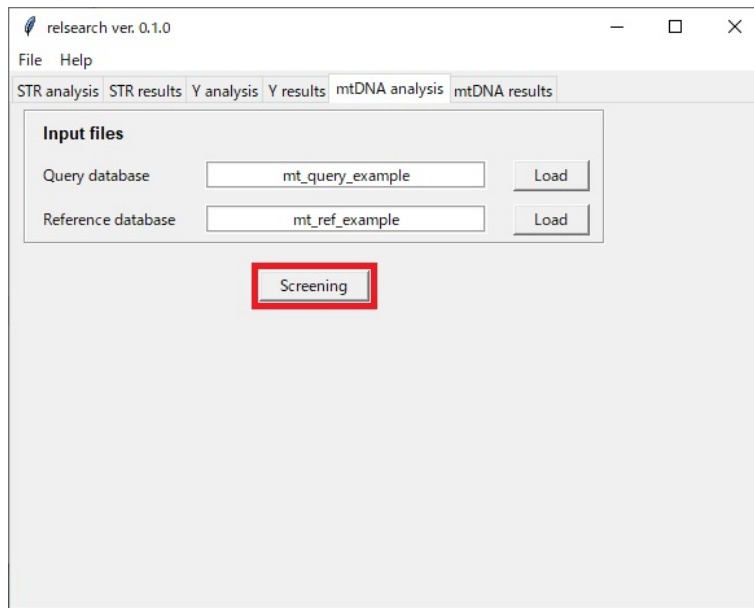 relsearch ver. 0.1.0
File Help
STR analysis STR results Y analysis Y results mtDNA analysis mtDNA results
Input files
Query database mt_query_example Load
Reference database mt_ref_example Load
Screening